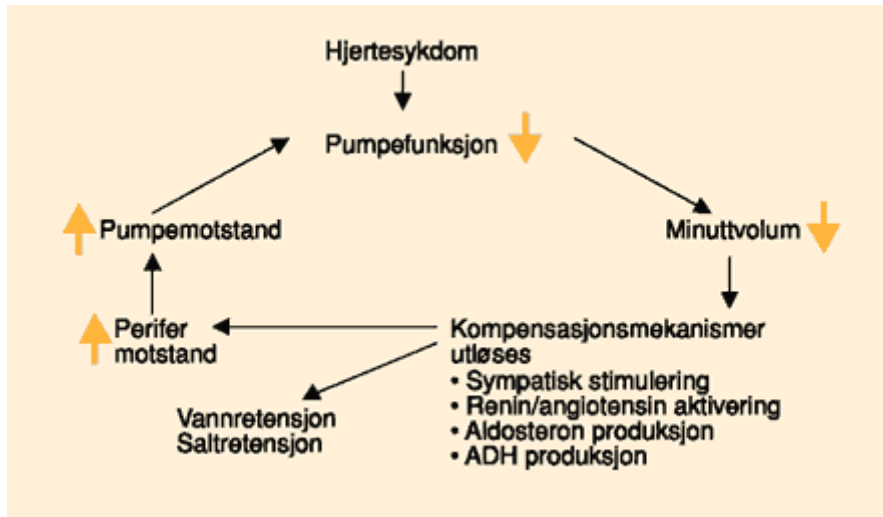 Hjertesykdom
Pumpefunksjon
Pumpemotstand
Minuttvolum
Perifer
motstand
Kompensasjonsmekanismer
utløses
• Sympatisk stimulering
• Renin/angiotensin aktivering
• Aldosteron produksjon
• ADH produksjon
Vannretensjon
Saltretensjon